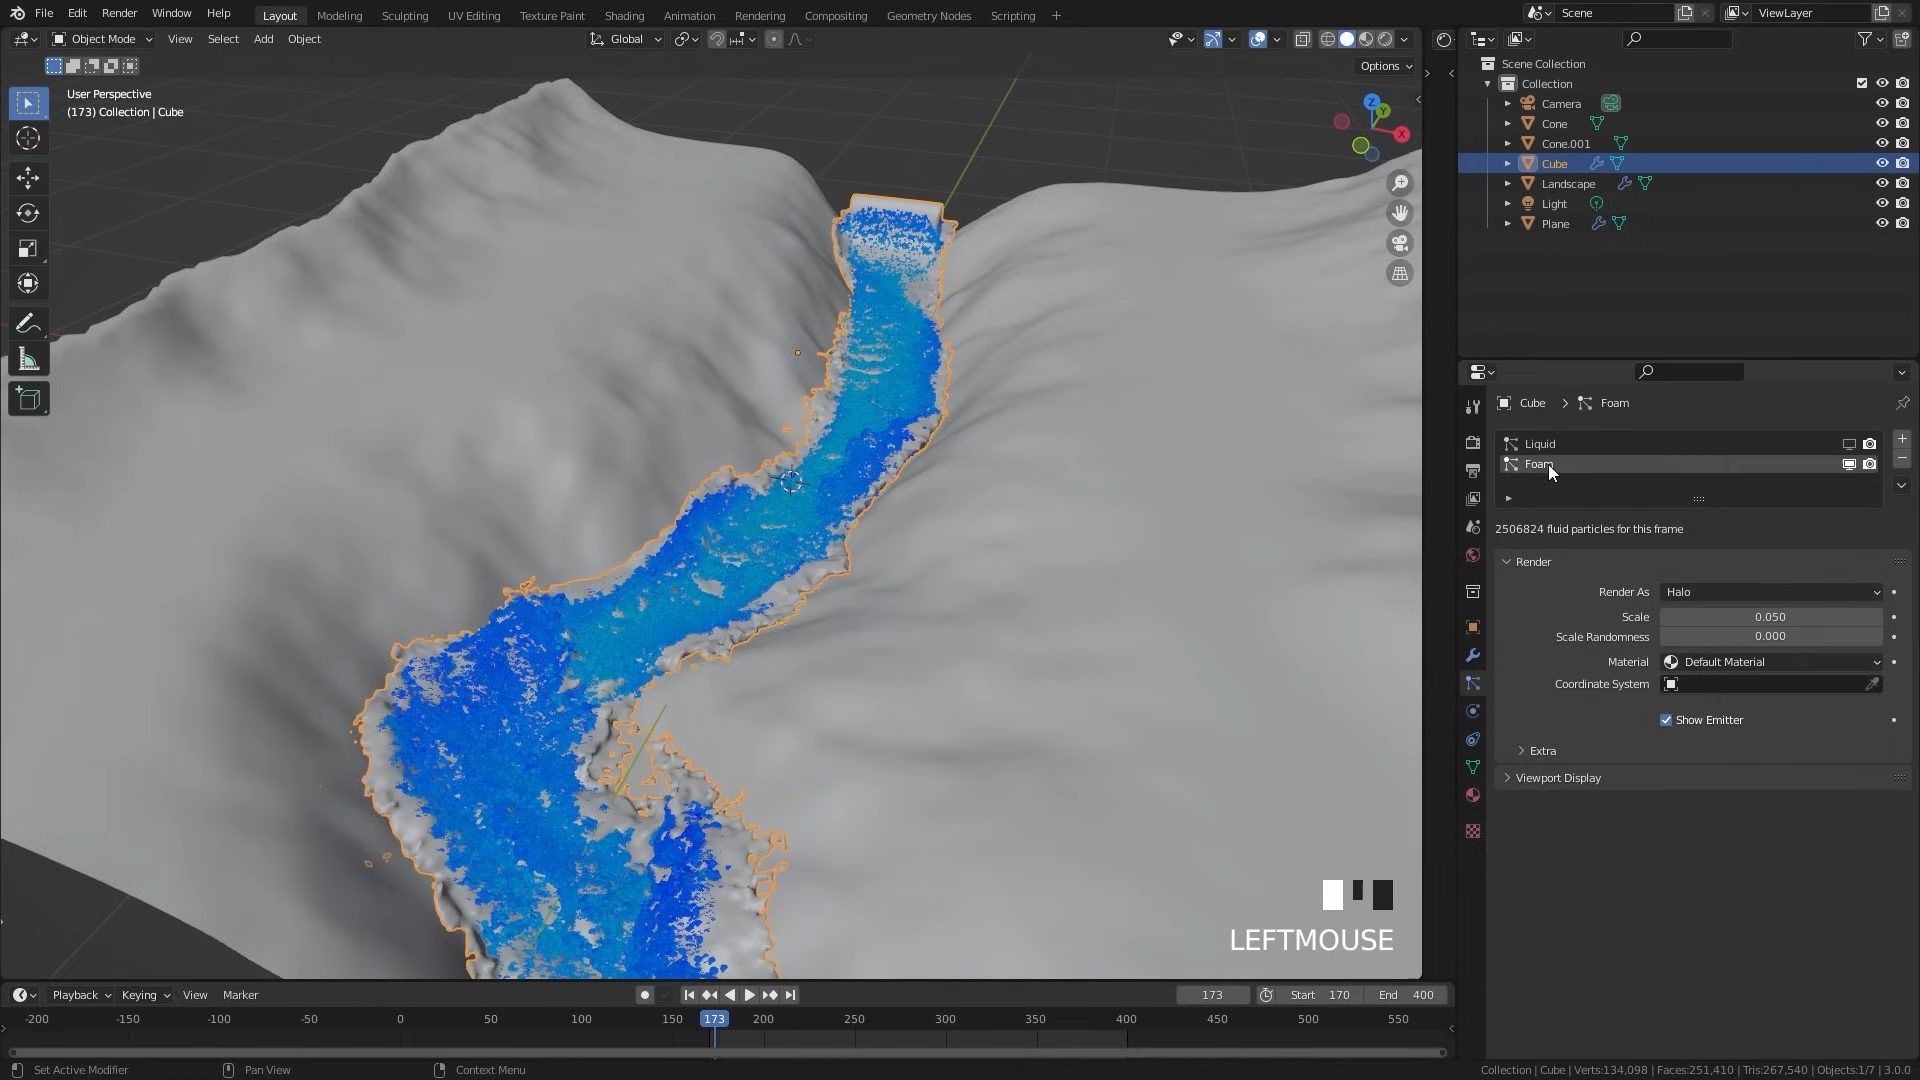 File Edit Render Window Help Layout Modeling Sculpting UV Editing Texture Paint Shading Animation Rendering Compositing Geometry Nodes Scripting + Scene ViewLayer
Object Mode View Select Add Object Global
Options
User Perspective
(173) Collection | Cube
X
Y
Z
LEFTMOUSE
Scene Collection
Collection
Camera
Cone
Cone.001
Cube
Landscape
Light
Plane
Cube > Foam
Liquid
Foam
2506824 fluid particles for this frame
Render
Render As Halo
Scale 0.050
Scale Randomness 0.000
Material Default Material
Coordinate System
Show Emitter
Extra
Viewport Display
Playback Keying View Marker 173 Start 170 End 400
-200 -150 -100 -50 0 50 100 150 173 200 250 300 350 400 450 500 550
Set Active Modifier Pan View Context Menu Collection | Cube | Verts:134,098 | Faces:251,410 | Tris:267,540 | Objects:1/7 | 3.0.0